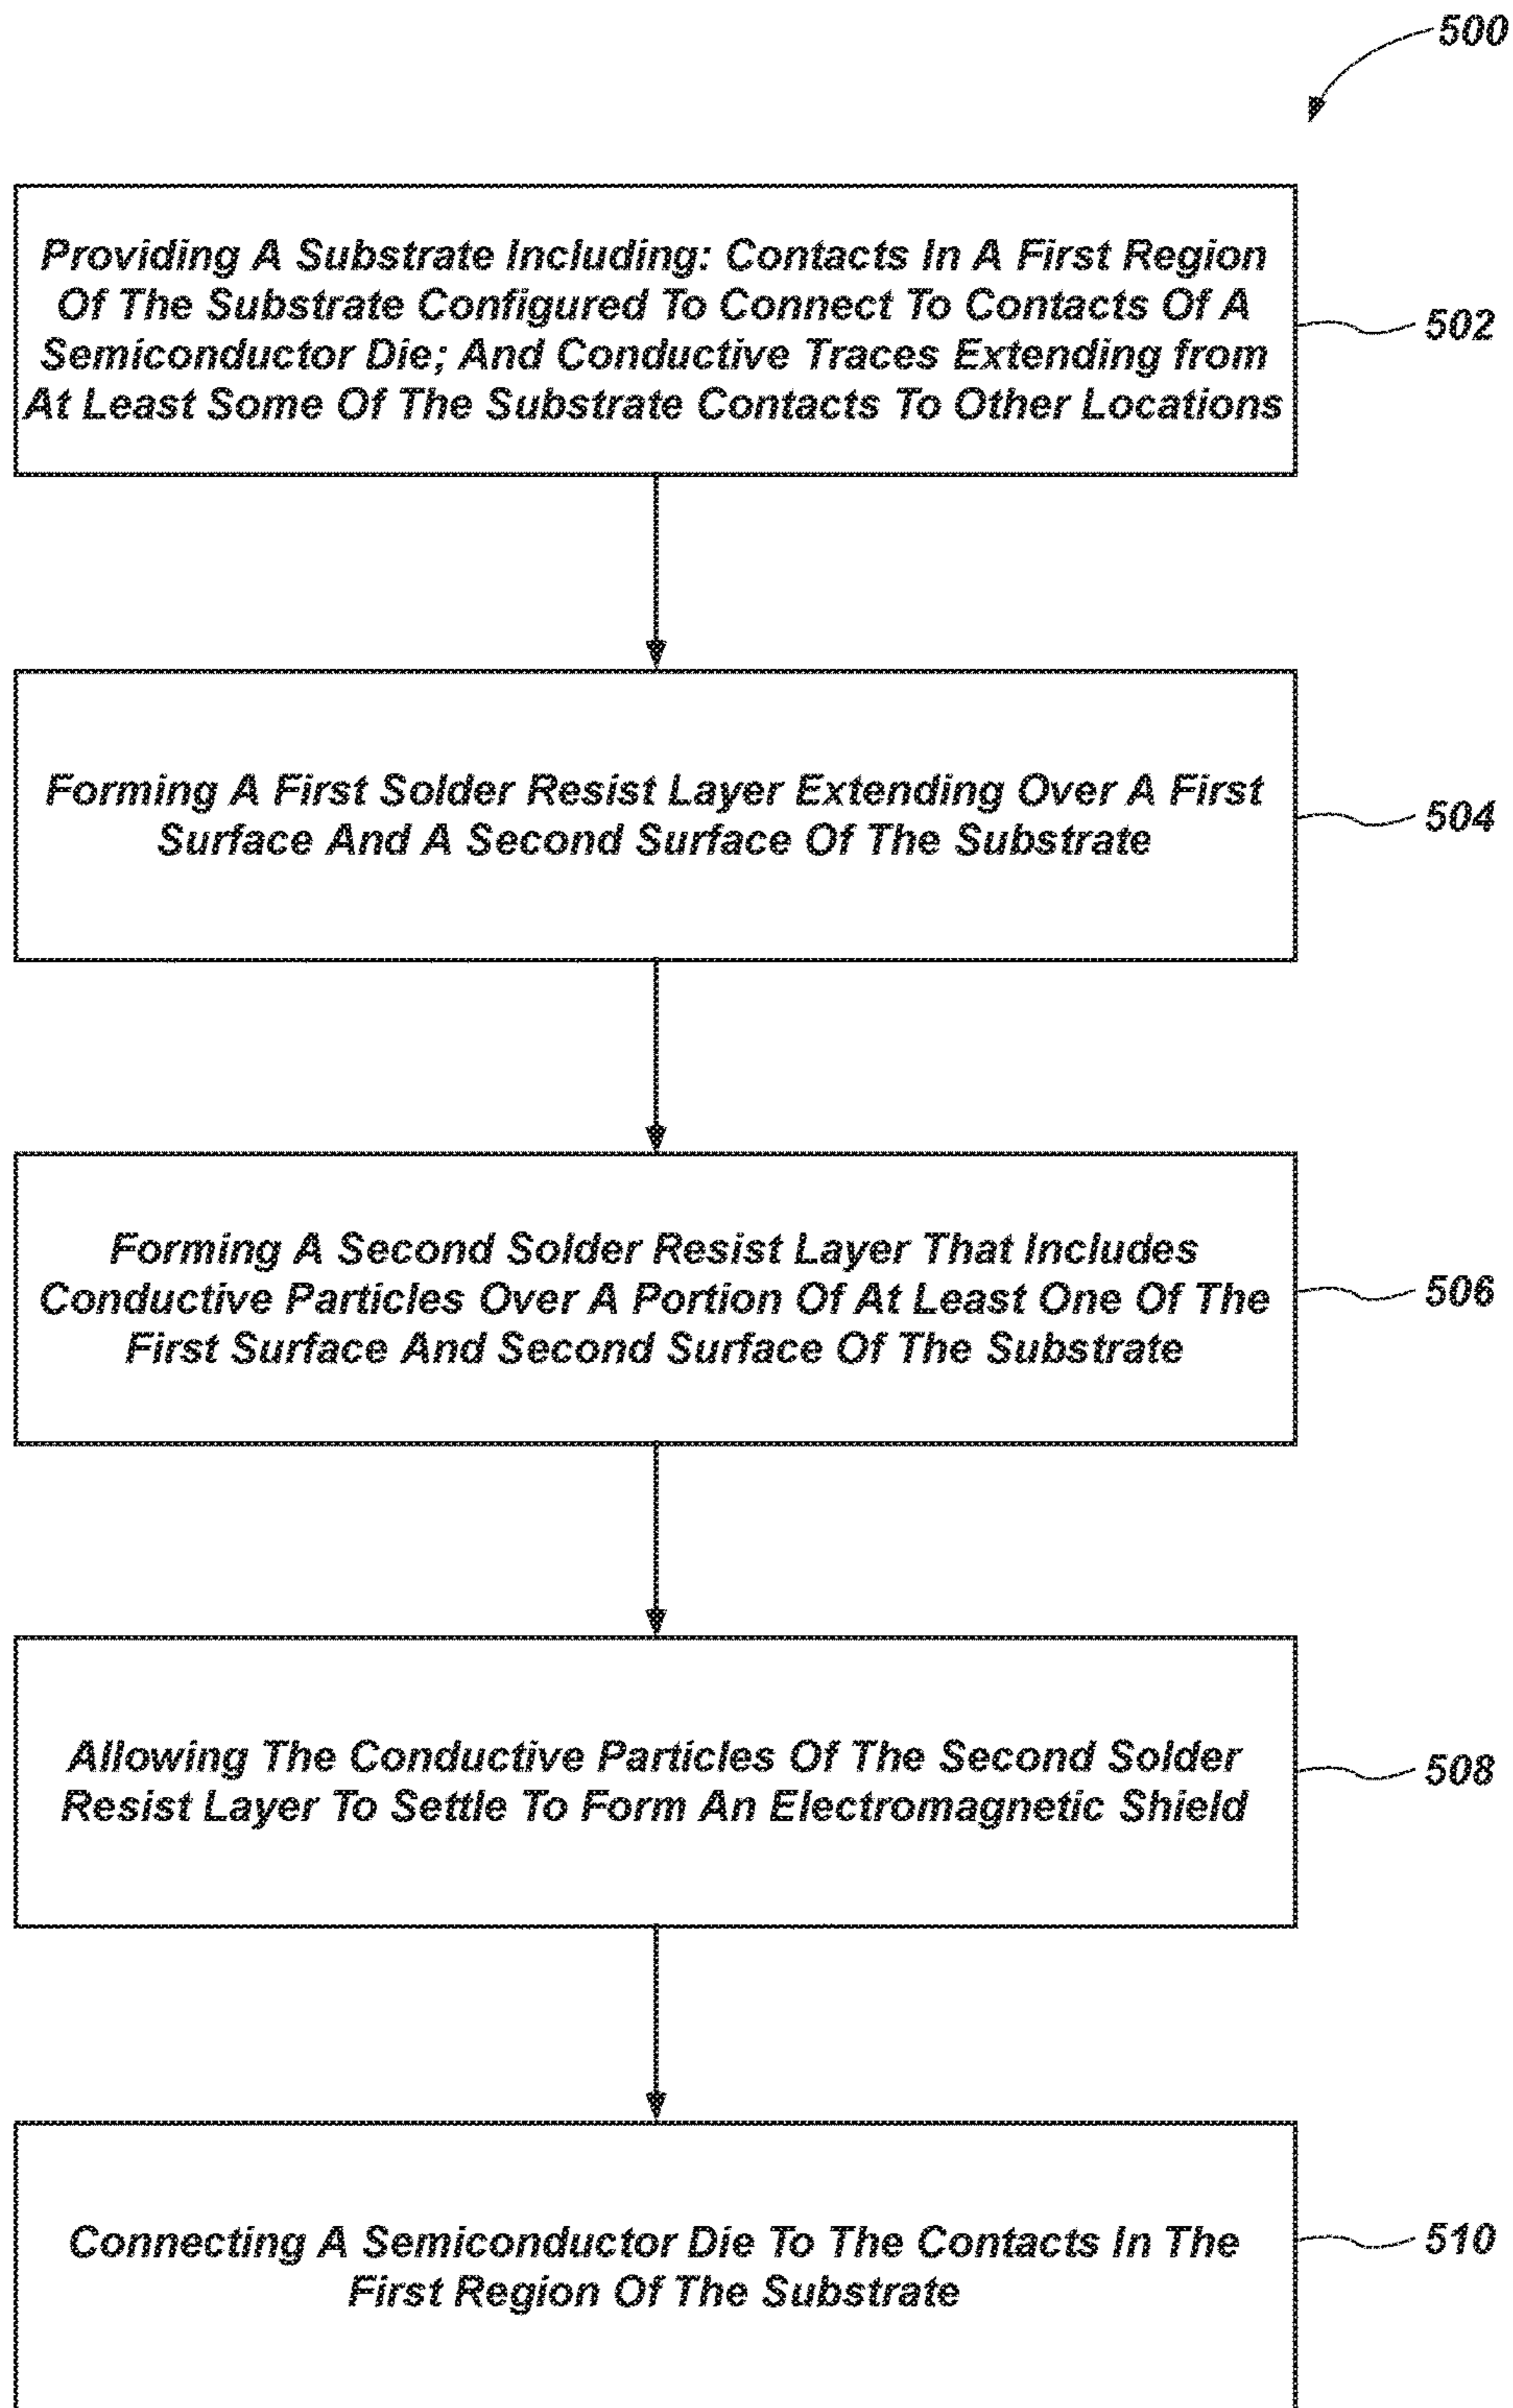 500
Providing A Substrate Including: Contacts In A First Region
Of The Substrate Configured To Connect To Contacts Of A
Semiconductor Die; And Conductive Traces Extending from
At Least Some Of The Substrate Contacts To Other Locations
502
Forming A First Solder Resist Layer Extending Over A First
Surface And A Second Surface Of The Substrate
504
Forming A Second Solder Resist Layer That Includes
Conductive Particles Over A Portion Of At Least One Of The
First Surface And Second Surface Of The Substrate
506
Allowing The Conductive Particles Of The Second Solder
Resist Layer To Settle To Form An Electromagnetic Shield
508
Connecting A Semiconductor Die To The Contacts In The
First Region Of The Substrate
510